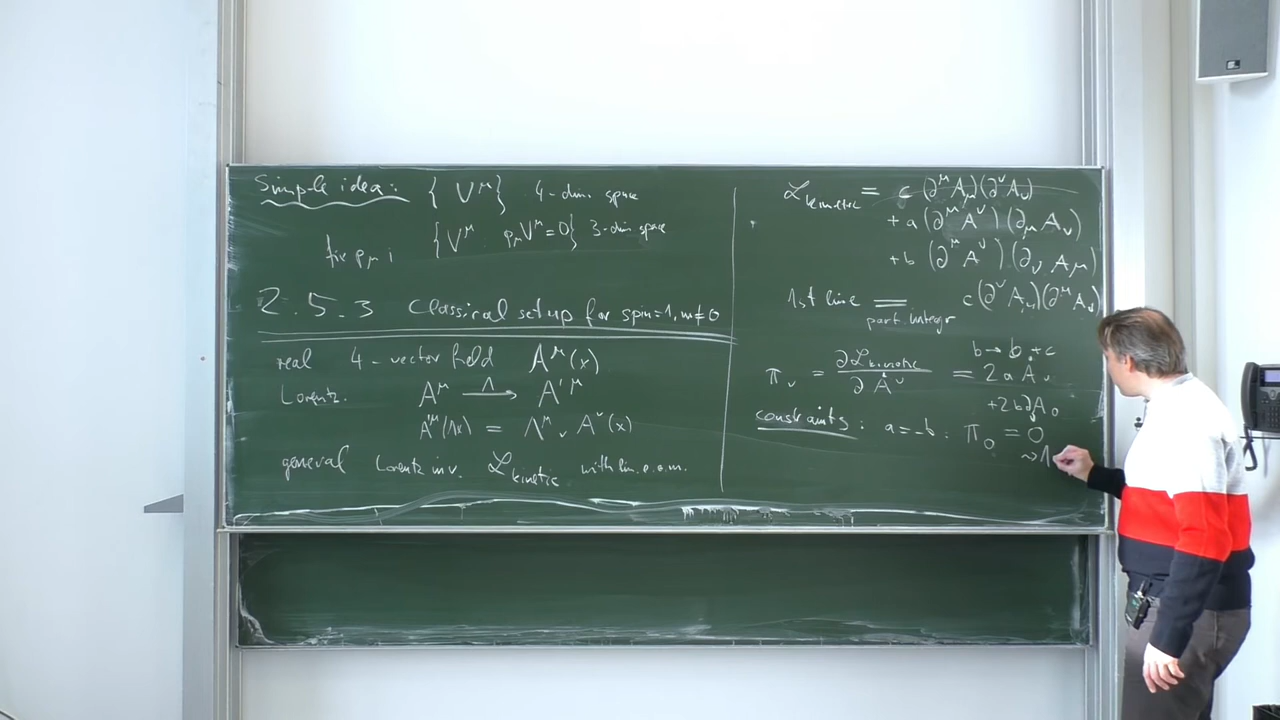 Simple idea: { V^μ } 4-dim space
fix p_μ : { V^μ p_μ V^μ = 0 } 3-dim space
2.5.3 Classical setup for spin=1, m≠0
real 4-vector field A^μ(x)
Lorentz. A^μ —Λ→ A'^μ
A'^μ(Λx) = Λ^μ_ν A^ν(x)
general Lorentz inv. ℒ_kinetic with lin. e.o.m.
ℒ_kinetic = c (∂^μ A_μ)(∂^ν A_ν)
+ a (∂^μ A^ν)(∂_μ A_ν)
+ b (∂^μ A^ν)(∂_ν A_μ)
1st line = c(∂^ν A_μ)(∂^μ A_ν)
part. integr
b → b + c
π_ν = ∂ℒ_kinetic / ∂Ȧ^ν = 2a Ȧ_ν
+2b∂_ν A_0
constraints: a=-b: π_0 = 0
~1